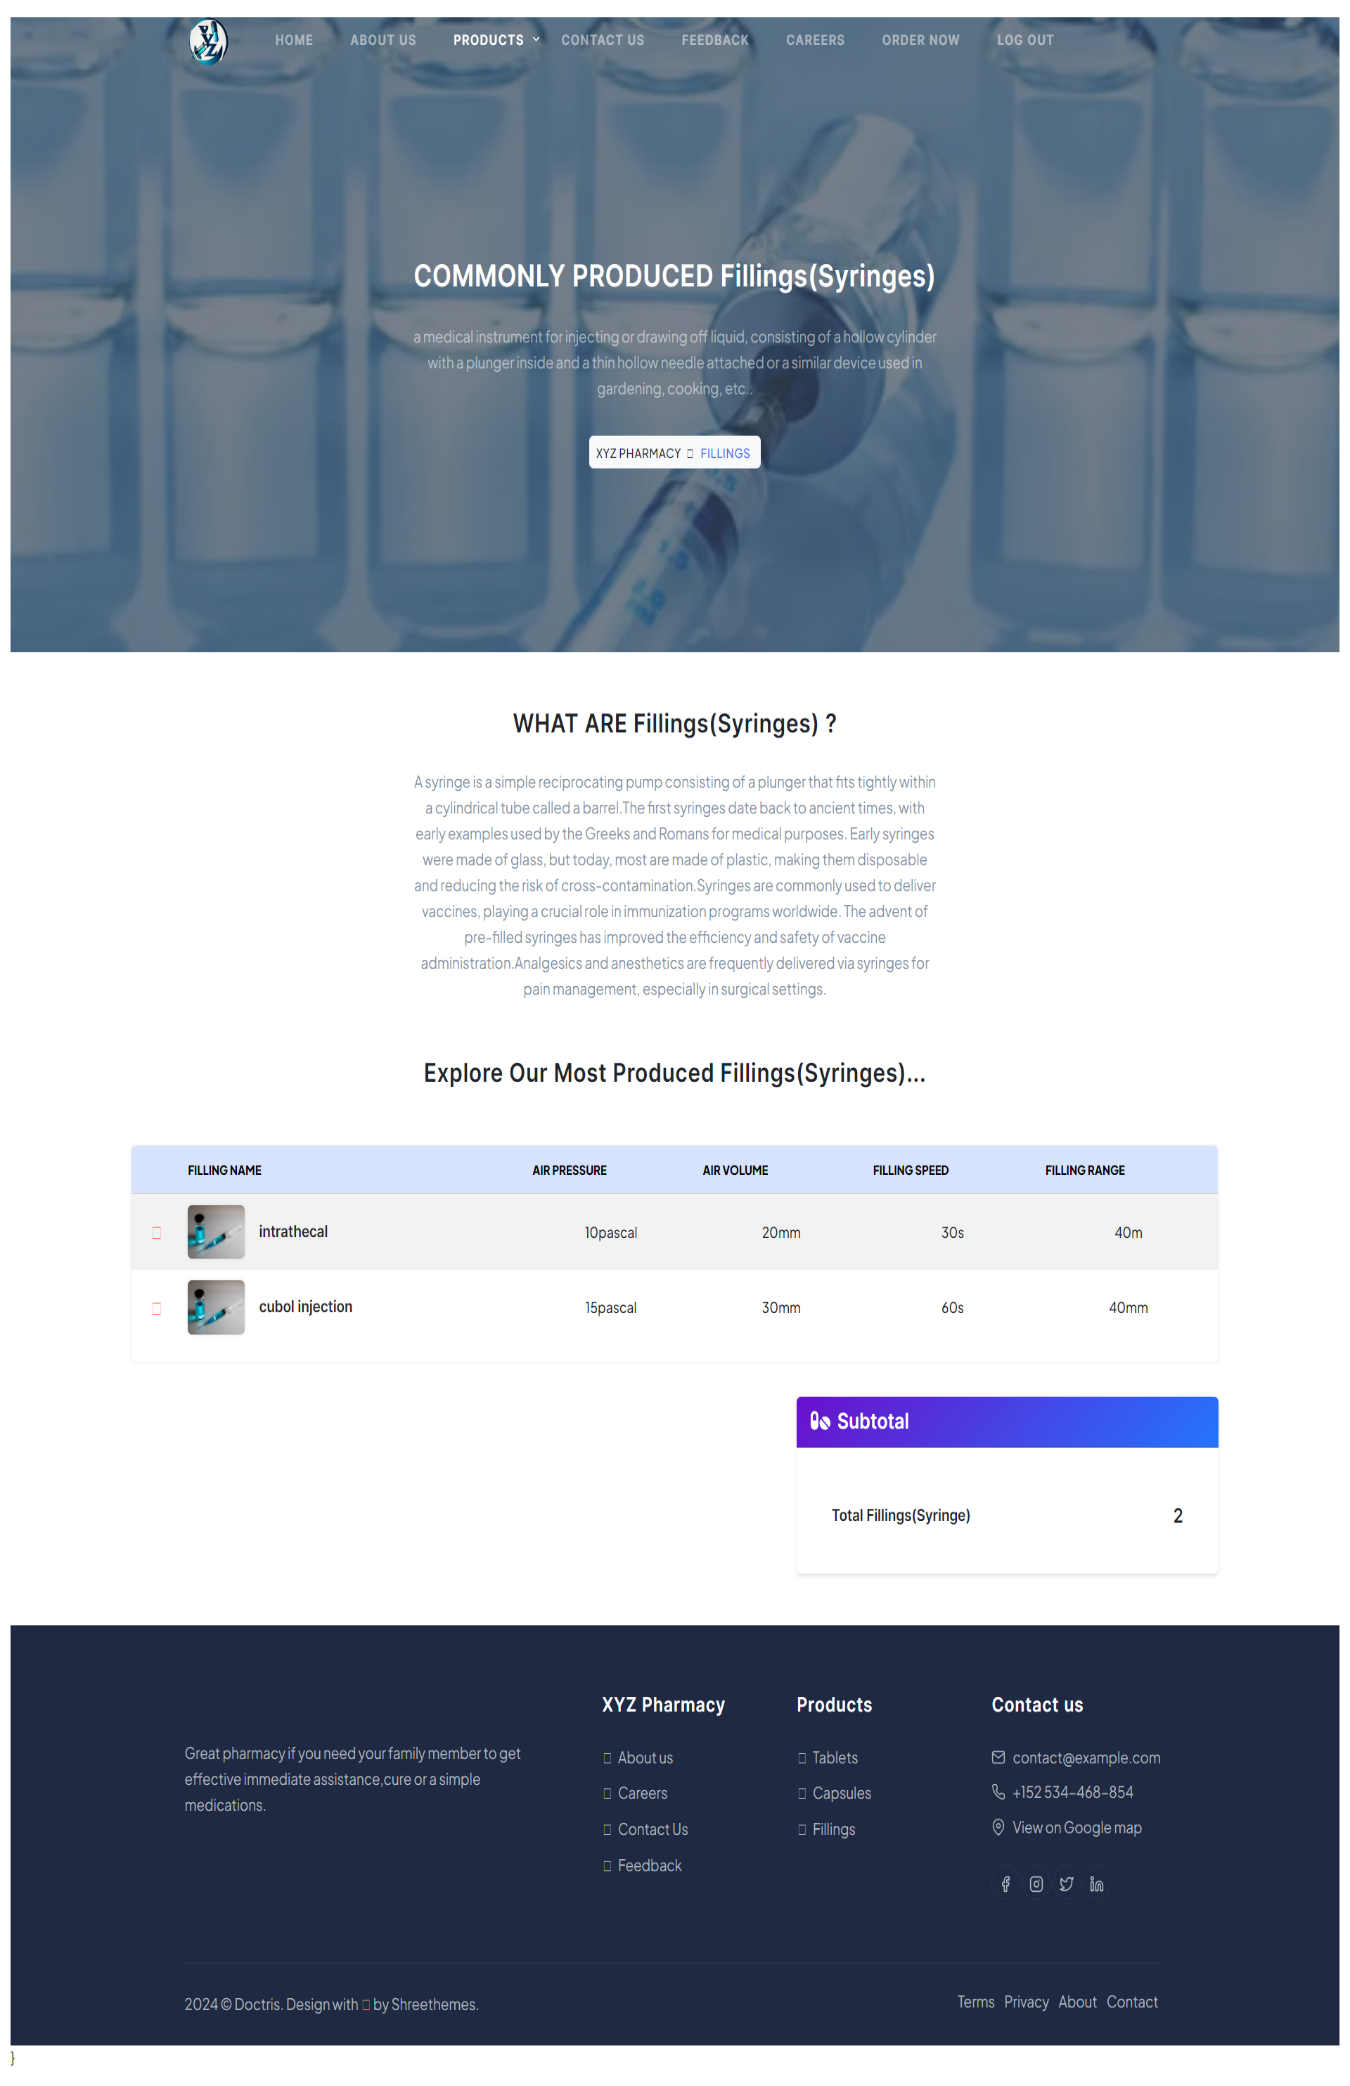 HOME ABOUT US PRODUCTS CONTACT US FEEDBACK CAREERS ORDER NOW LOG OUT
COMMONLY PRODUCED Fillings(Syringes)
a medical instrument for injecting or drawing off liquid, consisting of a hollow cylinder
with a plunger inside and a thin hollow needle attached or a similar device used in
gardening, cooking, etc..
XYZ PHARMACY FILLINGS
0.5
1.5
2.0
ml
WHAT ARE Fillings(Syringes) ?
A syringe is a simple reciprocating pump consisting of a plunger that fits tightly within
a cylindrical tube called a barrel.The first syringes date back to ancient times, with
early examples used by the Greeks and Romans for medical purposes. Early syringes
were made of glass, but today, most are made of plastic, making them disposable
and reducing the risk of cross-contamination.Syringes are commonly used to deliver
vaccines, playing a crucial role in immunization programs worldwide. The advent of
pre-filled syringes has improved the efficiency and safety of vaccine
administration.Analgesics and anesthetics are frequently delivered via syringes for
pain management, especially in surgical settings.
Explore Our Most Produced Fillings(Syringes)...
FILLING NAME AIR PRESSURE AIR VOLUME FILLING SPEED FILLING RANGE
intrathecal 10pascal 20mm 30s 40m
cubol injection 15pascal 30mm 60s 40mm
Subtotal
Total Fillings(Syringe) 2
XYZ Pharmacy Products Contact us
Great pharmacy if you need your family member to get
effective immediate assistance,cure or a simple
medications.
About us
Careers
Contact Us
Feedback
Tablets
Capsules
Fillings
contact@example.com
+152 534-468-854
View on Google map
2024 © Doctris. Design with by Shreethemes.
Terms Privacy About Contact
}